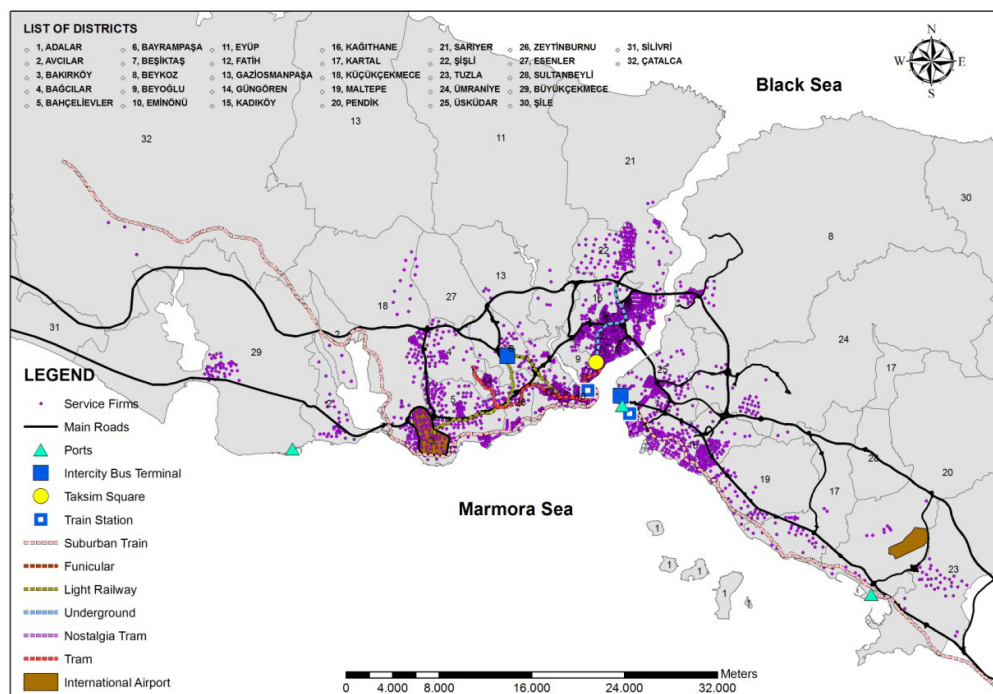 LIST OF DISTRICTS
1, ADALAR
2, AVCILAR
3, BAKIRKÖY
4, BAĞCILAR
5, BAHÇELİEVLER
6, BAYRAMPAŞA
7, BEŞİKTAŞ
8, BEYKOZ
9, BEYOĞLU
10, EMİNÖNÜ
11, EYÜP
12, FATİH
13, GAZİOSMANPAŞA
14, GÜNGÖREN
15, KADIKÖY
16, KAĞITHANE
17, KARTAL
18, KÜÇÜKÇEKMECE
19, MALTEPE
20, PENDİK
21, SARIYER
22, ŞİŞLİ
23, TUZLA
24, ÜMRANİYE
25, ÜSKÜDAR
26, ZEYTİNBURNU
27, ESENLER
28, SULTANBEYLİ
29, BÜYÜKÇEKMECE
30, ŞİLE
31, SİLİVRİ
32, ÇATALCA
N
W
E
S
Black Sea
32
13
11
21
30
8
22
13
18
27
16
31
29
2
4
9
24
25
17
5
2
19
17
28
20
23
1
1
1
1
Marmora Sea
LEGEND
Service Firms
Main Roads
Ports
Intercity Bus Terminal
Taksim Square
Train Station
Suburban Train
Funicular
Light Railway
Underground
Nostalgia Tram
Tram
International Airport
Meters
0 4.000 8.000 16.000 24.000 32.000